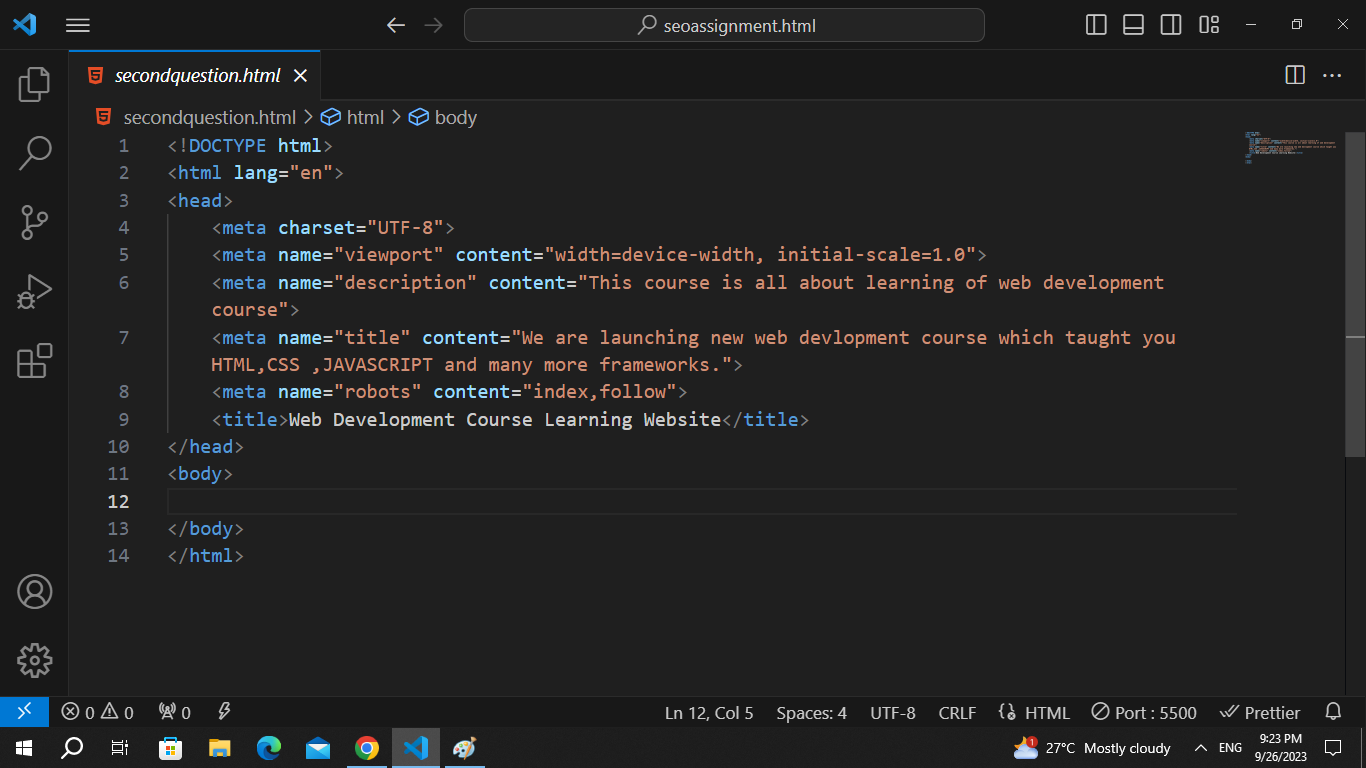 seoassignment.html
secondquestion.html
secondquestion.html > html > body
1 <!DOCTYPE html>
2 <html lang="en">
3 <head>
4 <meta charset="UTF-8">
5 <meta name="viewport" content="width=device-width, initial-scale=1.0">
6 <meta name="description" content="This course is all about learning of web development
course">
7 <meta name="title" content="We are launching new web devlopment course which taught you
HTML,CSS ,JAVASCRIPT and many more frameworks.">
8 <meta name="robots" content="index,follow">
9 <title>Web Development Course Learning Website</title>
10 </head>
11 <body>
12
13 </body>
14 </html>
0 0 0 Ln 12, Col 5 Spaces: 4 UTF-8 CRLF HTML Port : 5500 Prettier
1 27°C Mostly cloudy ENG 9:23 PM
9/26/2023